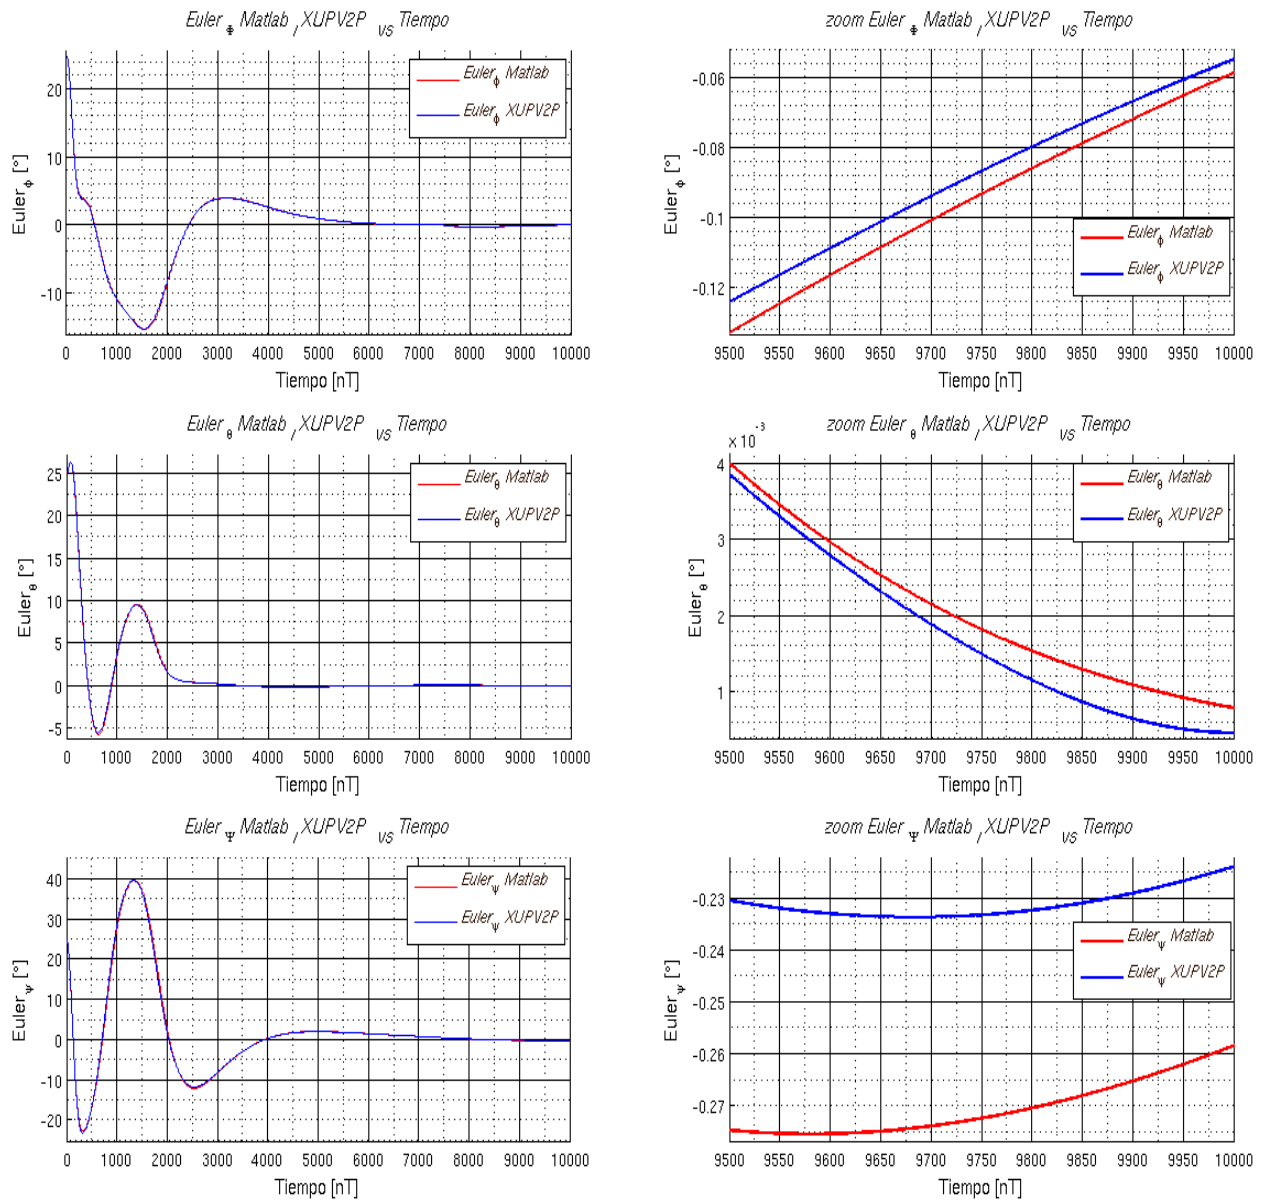 Euler Φ Matlab / XUPV2P vs Tiempo
Euler ϕ [°]
20
10
0
-10
Euler ϕ Matlab
Euler ϕ XUPV2P
0 1000 2000 3000 4000 5000 6000 7000 8000 9000 10000
Tiempo [nT]
zoom Euler Φ Matlab / XUPV2P vs Tiempo
Euler ϕ [°]
-0.06
-0.08
-0.1
-0.12
Euler ϕ Matlab
Euler ϕ XUPV2P
9500 9550 9600 9650 9700 9750 9800 9850 9900 9950 10000
Tiempo [nT]
Euler θ Matlab / XUPV2P vs Tiempo
Euler θ [°]
25
20
15
10
5
0
-5
Euler θ Matlab
Euler θ XUPV2P
0 1000 2000 3000 4000 5000 6000 7000 8000 9000 10000
Tiempo [nT]
zoom Euler θ Matlab / XUPV2P vs Tiempo
x 10⁻³
Euler θ [°]
4
3
2
1
Euler θ Matlab
Euler θ XUPV2P
9500 9550 9600 9650 9700 9750 9800 9850 9900 9950 10000
Tiempo [nT]
Euler Ψ Matlab / XUPV2P vs Tiempo
Euler ψ [°]
40
30
20
10
0
-10
-20
Euler ψ Matlab
Euler ψ XUPV2P
0 1000 2000 3000 4000 5000 6000 7000 8000 9000 10000
Tiempo [nT]
zoom Euler Ψ Matlab / XUPV2P vs Tiempo
Euler ψ [°]
-0.23
-0.24
-0.25
-0.26
-0.27
Euler ψ Matlab
Euler ψ XUPV2P
9500 9550 9600 9650 9700 9750 9800 9850 9900 9950 10000
Tiempo [nT]